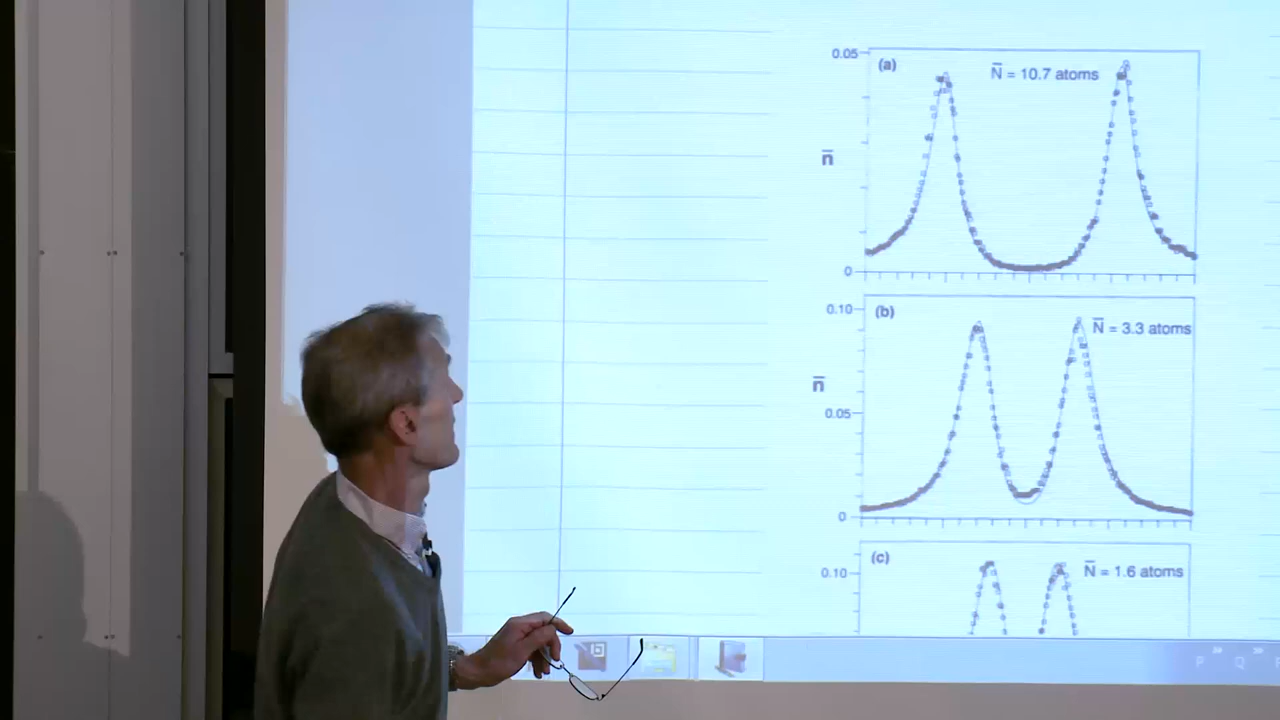 0.05
(a)
N̄ = 10.7 atoms
n̄
0
0.10
(b)
N̄ = 3.3 atoms
n̄
0.05
0
(c)
0.10
N̄ = 1.6 atoms